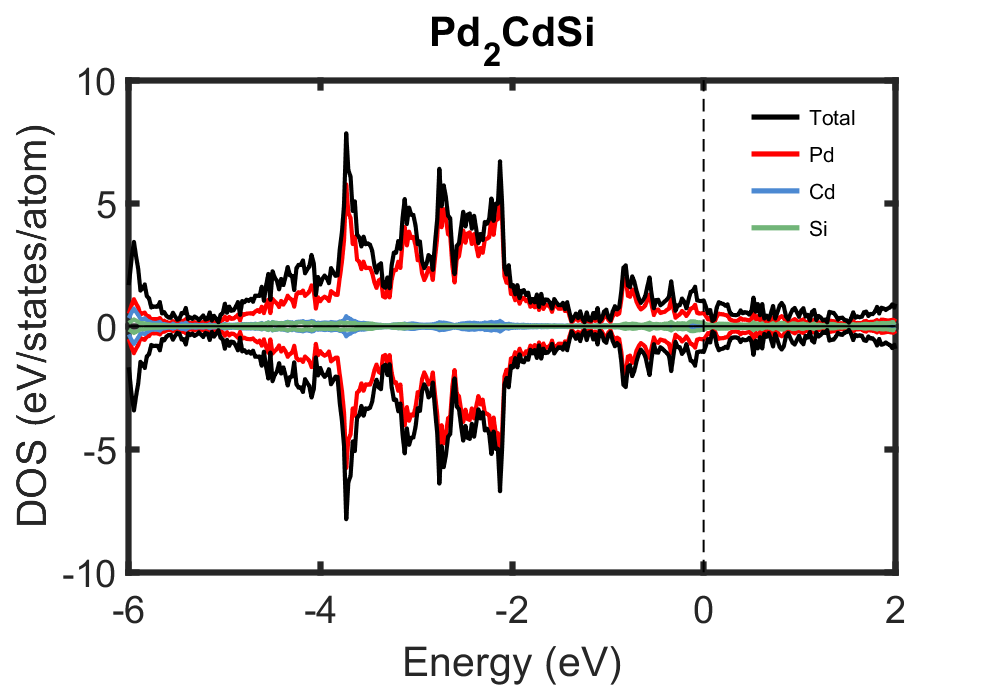 Pd2CdSi
10
5
0
-5
-10
DOS (eV/states/atom)
Total
Pd
Cd
Si
-6
-4
-2
0
2
Energy (eV)